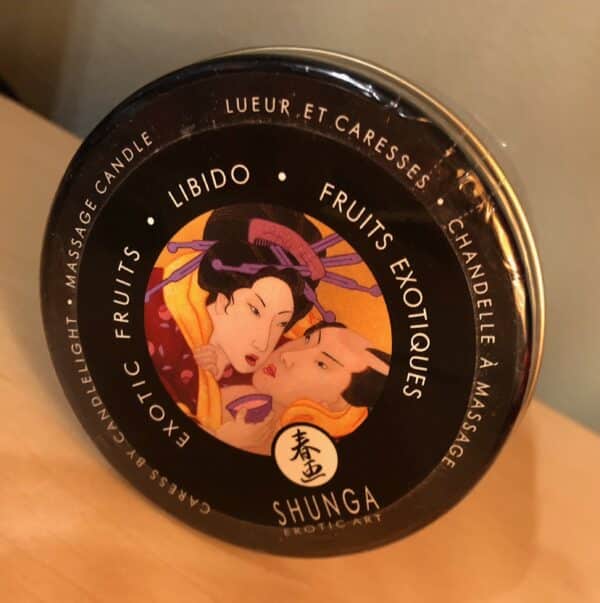 LUEUR ET CARESSES • CHANDELLE À MASSAGE
CARESS BY CANDLELIGHT • MASSAGE CANDLE
EXOTIC FRUITS • LIBIDO • FRUITS EXOTIQUES
春画
SHUNGA
EROTIC ART